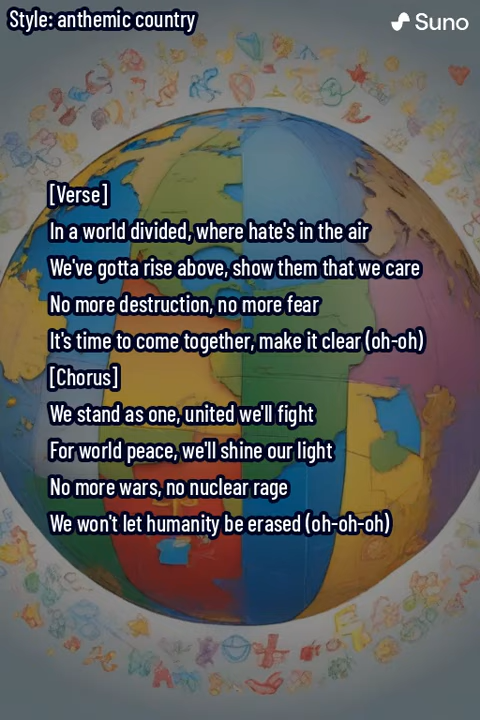 Style: anthemic country
Suno
[Verse]
In a world divided, where hate's in the air
We've gotta rise above, show them that we care
No more destruction, no more fear
It's time to come together, make it clear (oh-oh)
[Chorus]
We stand as one, united we'll fight
For world peace, we'll shine our light
No more wars, no nuclear rage
We won't let humanity be erased (oh-oh-oh)